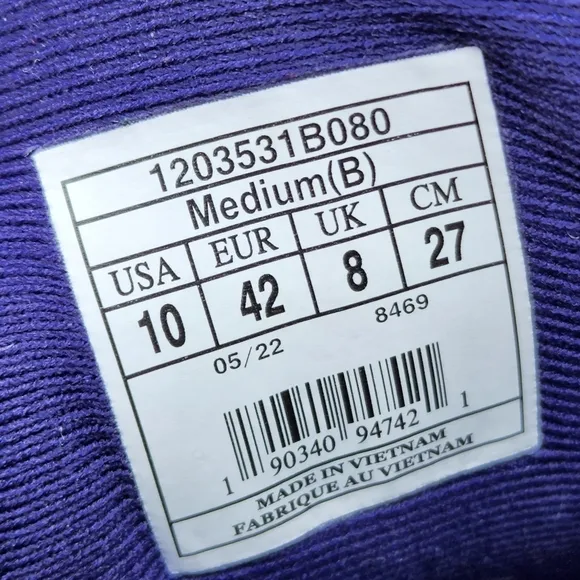 1203531B080
Medium(B)
USA EUR UK CM
10 42 8 27
05/22 8469
1 90340 94742 1
MADE IN VIETNAM
FABRIQUE AU VIETNAM